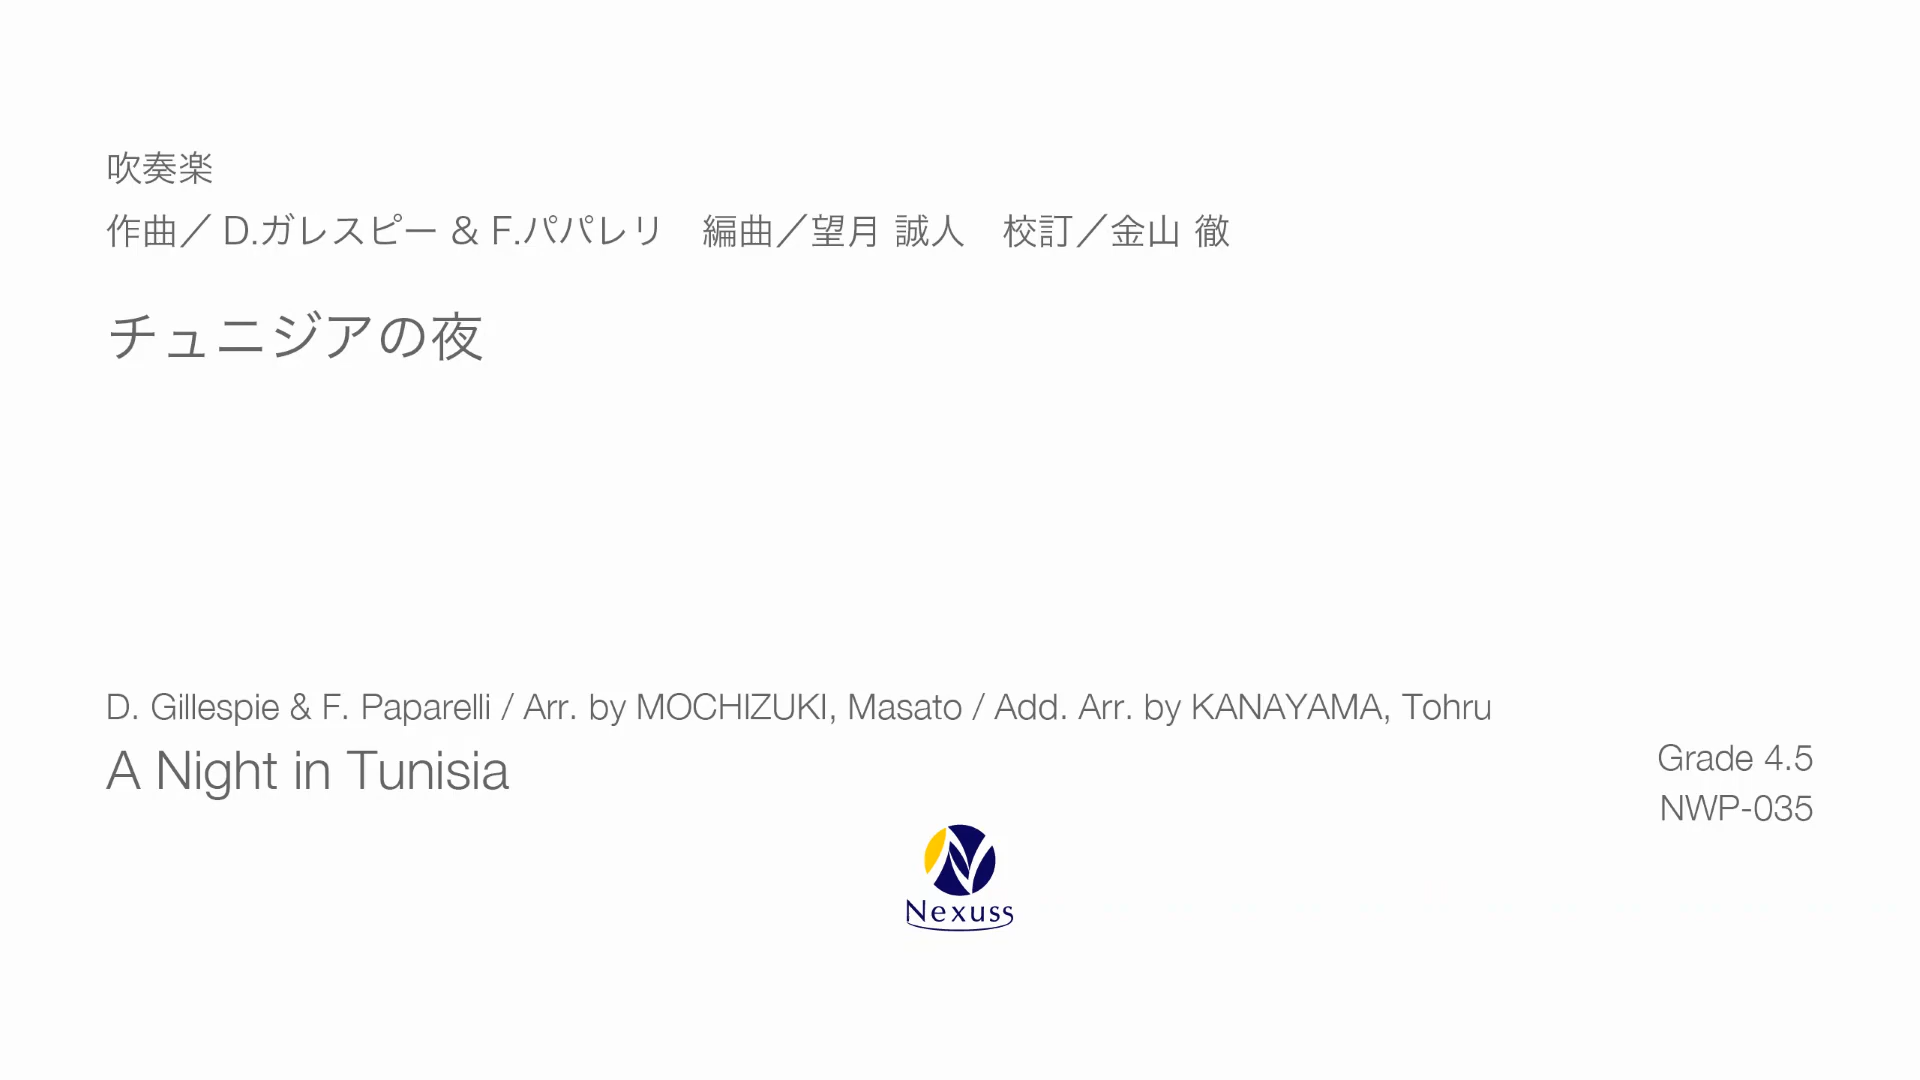 吹奏楽
作曲／D.ガレスピー & F.パパレリ　編曲／望月 誠人　校訂／金山 徹
チュニジアの夜
D. Gillespie & F. Paparelli / Arr. by MOCHIZUKI, Masato / Add. Arr. by KANAYAMA, Tohru
A Night in Tunisia
Grade 4.5
NWP-035
Nexuss